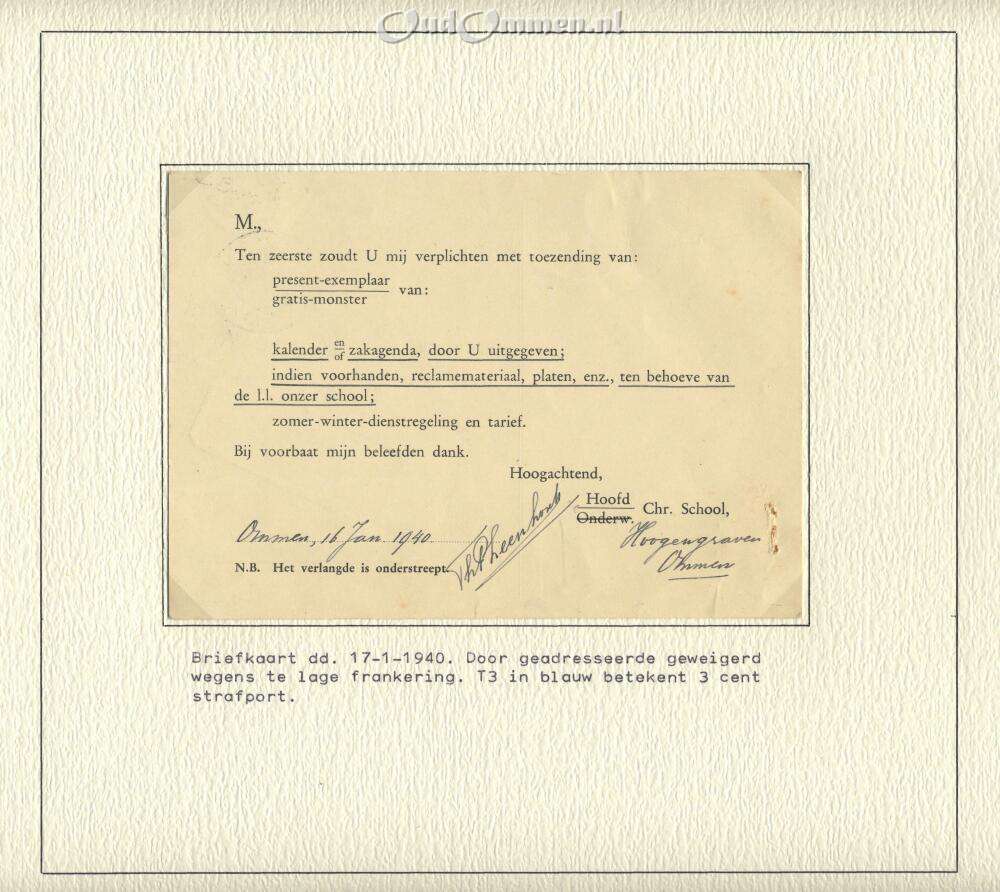 OudOmmen.nl
M.,
Ten zeerste zoudt U mij verplichten met toezending van:
present-exemplaar
gratis-monster van:
kalender en/of zakagenda, door U uitgegeven;
indien voorhanden, reclamemateriaal, platen, enz., ten behoeve van
de l.l. onzer school;
zomer-winter-dienstregeling en tarief.
Bij voorbaat mijn beleefden dank.
Hoogachtend,
Hoofd
Onderw. Chr. School,
Ommen, 16 Jan. 1940
Hoogengraven
Ommen
N.B. Het verlangde is onderstreept.
Briefkaart dd. 17-1-1940. Door geadresseerde geweigerd
wegens te lage frankering. T3 in blauw betekent 3 cent
strafport.